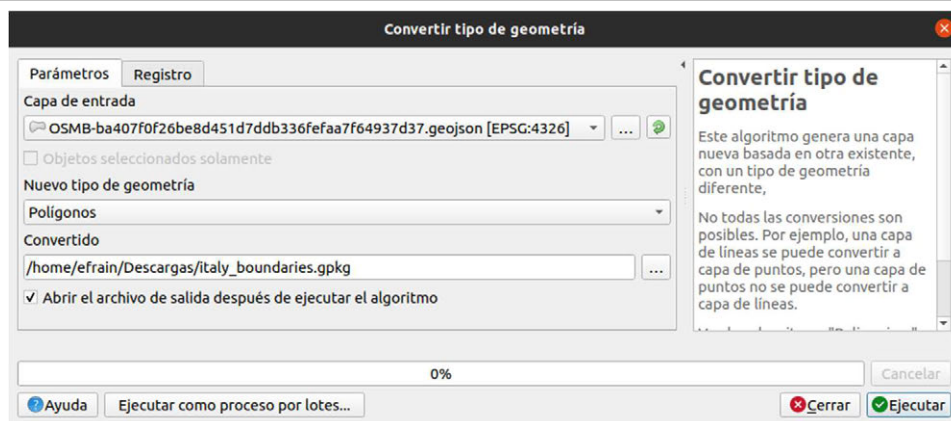 Convertir tipo de geometría
Parámetros
Registro
Capa de entrada
OSMB-ba407f0f26be8d451d7ddb336fefaa7f64937d37.geojson [EPSG:4326]
...
Objetos seleccionados solamente
Nuevo tipo de geometría
Polígonos
Convertido
/home/efrain/Descargas/italy_boundaries.gpkg
...
Abrir el archivo de salida después de ejecutar el algoritmo
Convertir tipo de
geometría
Este algoritmo genera una capa
nueva basada en otra existente,
con un tipo de geometría
diferente,
No todas las conversiones son
posibles. Por ejemplo, una capa
de líneas se puede convertir a
capa de puntos, pero una capa de
puntos no se puede convertir a
capa de líneas.
0%
Cancelar
Ayuda
Ejecutar como proceso por lotes...
Cerrar
Ejecutar